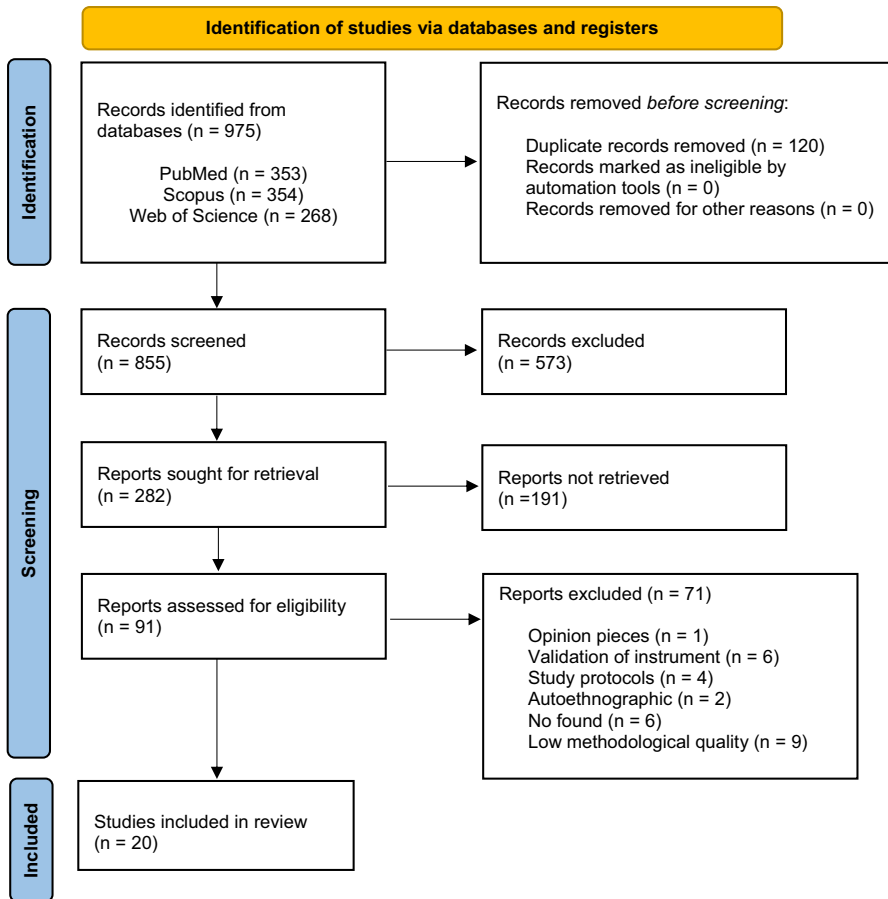 Identification of studies via databases and registers
Identification
Records identified from
databases (n = 975)
PubMed (n = 353)
Scopus (n = 354)
Web of Science (n = 268)
Records removed before screening:
Duplicate records removed (n = 120)
Records marked as ineligible by
automation tools (n = 0)
Records removed for other reasons (n = 0)
Screening
Records screened
(n = 855)
Records excluded
(n = 573)
Reports sought for retrieval
(n = 282)
Reports not retrieved
(n =191)
Reports assessed for eligibility
(n = 91)
Reports excluded (n = 71)
Opinion pieces (n = 1)
Validation of instrument (n = 6)
Study protocols (n = 4)
Autoethnographic (n = 2)
No found (n = 6)
Low methodological quality (n = 9)
Included
Studies included in review
(n = 20)